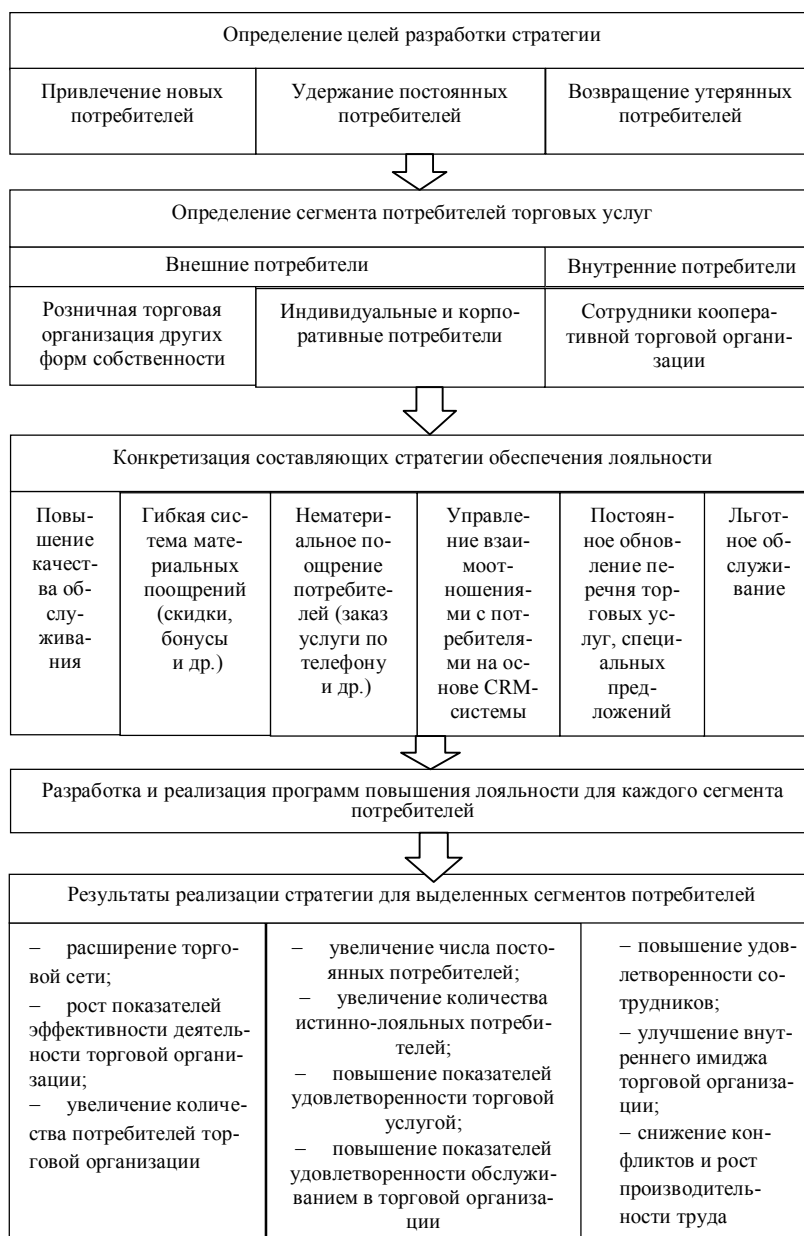 Определение целей разработки стратегии
Привлечение новых
потребителей
Удержание постоянных
потребителей
Возвращение утерянных
потребителей
Определение сегмента потребителей торговых услуг
Внешние потребители
Внутренние потребители
Розничная торговая
организация других
форм собственности
Индивидуальные и корпо-
ративные потребители
Сотрудники коопера-
тивной торговой органи-
зации
Конкретизация составляющих стратегии обеспечения лояльности
Повы-
шение
качест-
ва об-
служи-
вания
Гибкая сис-
тема мате-
риальных
поощрений
(скидки,
бонусы
и др.)
Нематери-
альное по-
ощрение
потребите-
лей (заказ
услуги по
телефону
и др.)
Управле-
ние взаи-
моот-
ношения-
ми с пот-
ребителя-
ми на ос-
нове CRM-
системы
Постоян-
ное обнов-
ление пе-
речня тор-
говых ус-
луг, специ-
альных
пред-
ложений
Льгот-
ное об-
служи-
вание
Разработка и реализация программ повышения лояльности для каждого сегмента
потребителей
Результаты реализации стратегии для выделенных сегментов потребителей
– расширение торго-
вой сети;
– рост показателей
эффективности деятель-
ности торговой органи-
зации;
– увеличение количе-
ства потребителей тор-
говой организации
– увеличение числа по-
стоянных потребителей;
– увеличение количества
истинно-лояльных потреби-
телей;
– повышение показателей
удовлетворенности торговой
услугой;
– повышение показателей
удовлетворенности обслужи-
ванием в торговой организа-
ции
– повышение удов-
летворенности со-
трудников;
– улучшение внут-
реннего имиджа
торговой организа-
ции;
– снижение кон-
фликтов и рост
производитель-
ности труда